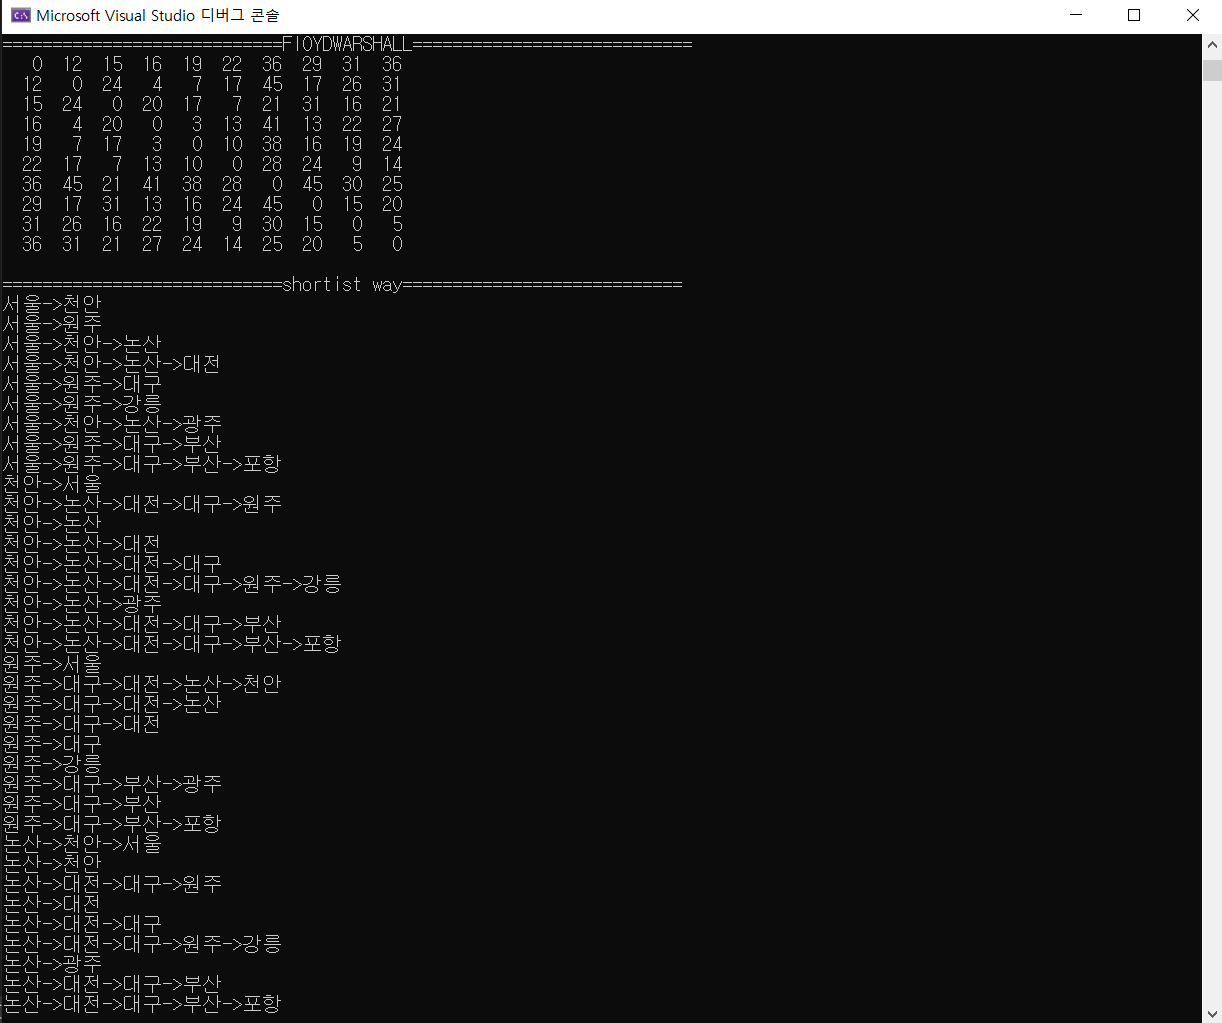 Microsoft Visual Studio 디버그 콘솔
============================FlOYDWARSHALL============================
0 12 15 16 19 22 36 29 31 36
12 0 24 4 7 17 45 17 26 31
15 24 0 20 17 7 21 31 16 21
16 4 20 0 3 13 41 13 22 27
19 7 17 3 0 10 38 16 19 24
22 17 7 13 10 0 28 24 9 14
36 45 21 41 38 28 0 45 30 25
29 17 31 13 16 24 45 0 15 20
31 26 16 22 19 9 30 15 0 5
36 31 21 27 24 14 25 20 5 0
============================shortist way============================
서울->천안
서울->원주
서울->천안->논산
서울->천안->논산->대전
서울->원주->대구
서울->원주->강릉
서울->천안->논산->광주
서울->원주->대구->부산
서울->원주->대구->부산->포항
천안->서울
천안->논산->대전->대구->원주
천안->논산
천안->논산->대전
천안->논산->대전->대구
천안->논산->대전->대구->원주->강릉
천안->논산->광주
천안->논산->대전->대구->부산
천안->논산->대전->대구->부산->포항
원주->서울
원주->대구->대전->논산->천안
원주->대구->대전->논산
원주->대구->대전
원주->대구
원주->강릉
원주->대구->부산->광주
원주->대구->부산
원주->대구->부산->포항
논산->천안->서울
논산->천안
논산->대전->대구->원주
논산->대전
논산->대전->대구
논산->대전->대구->원주->강릉
논산->광주
논산->대전->대구->부산
논산->대전->대구->부산->포항